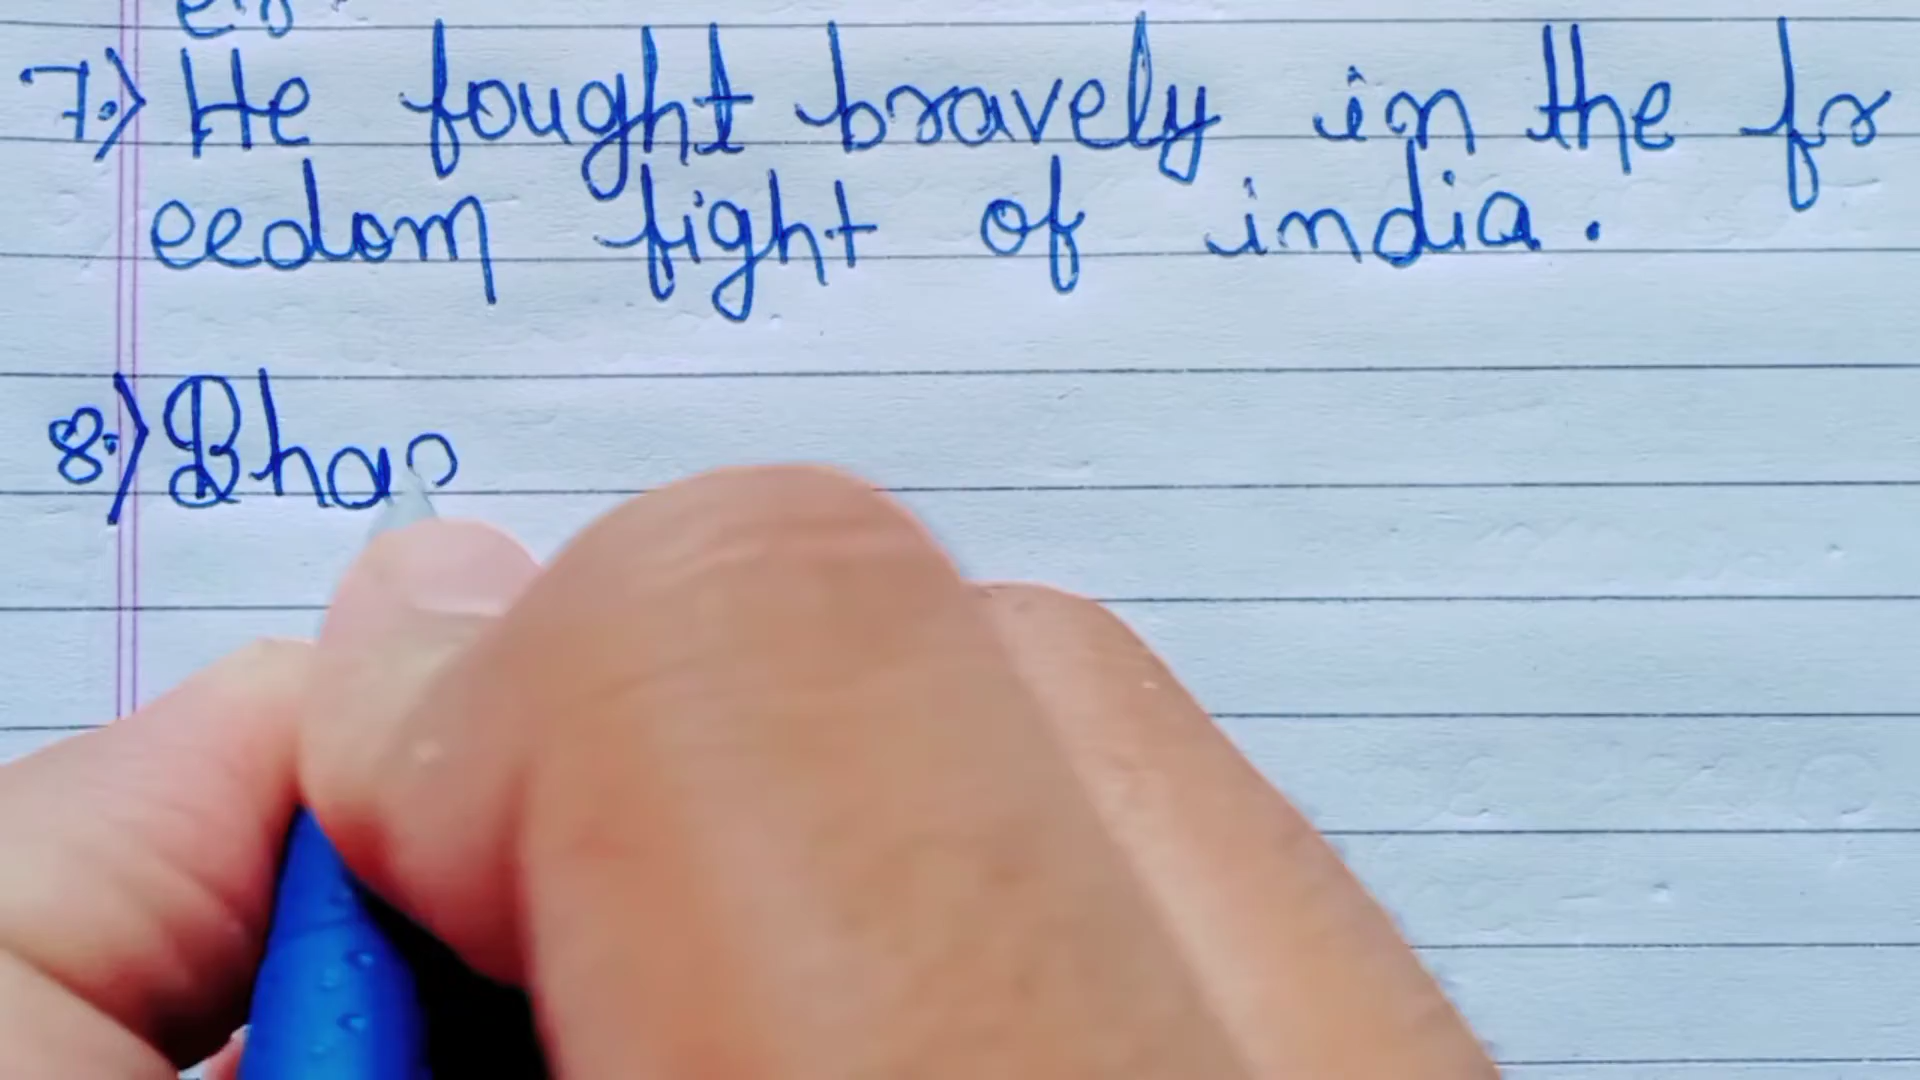 7.) He fought bravely in the fr
eedom fight of india.
8.) Bha